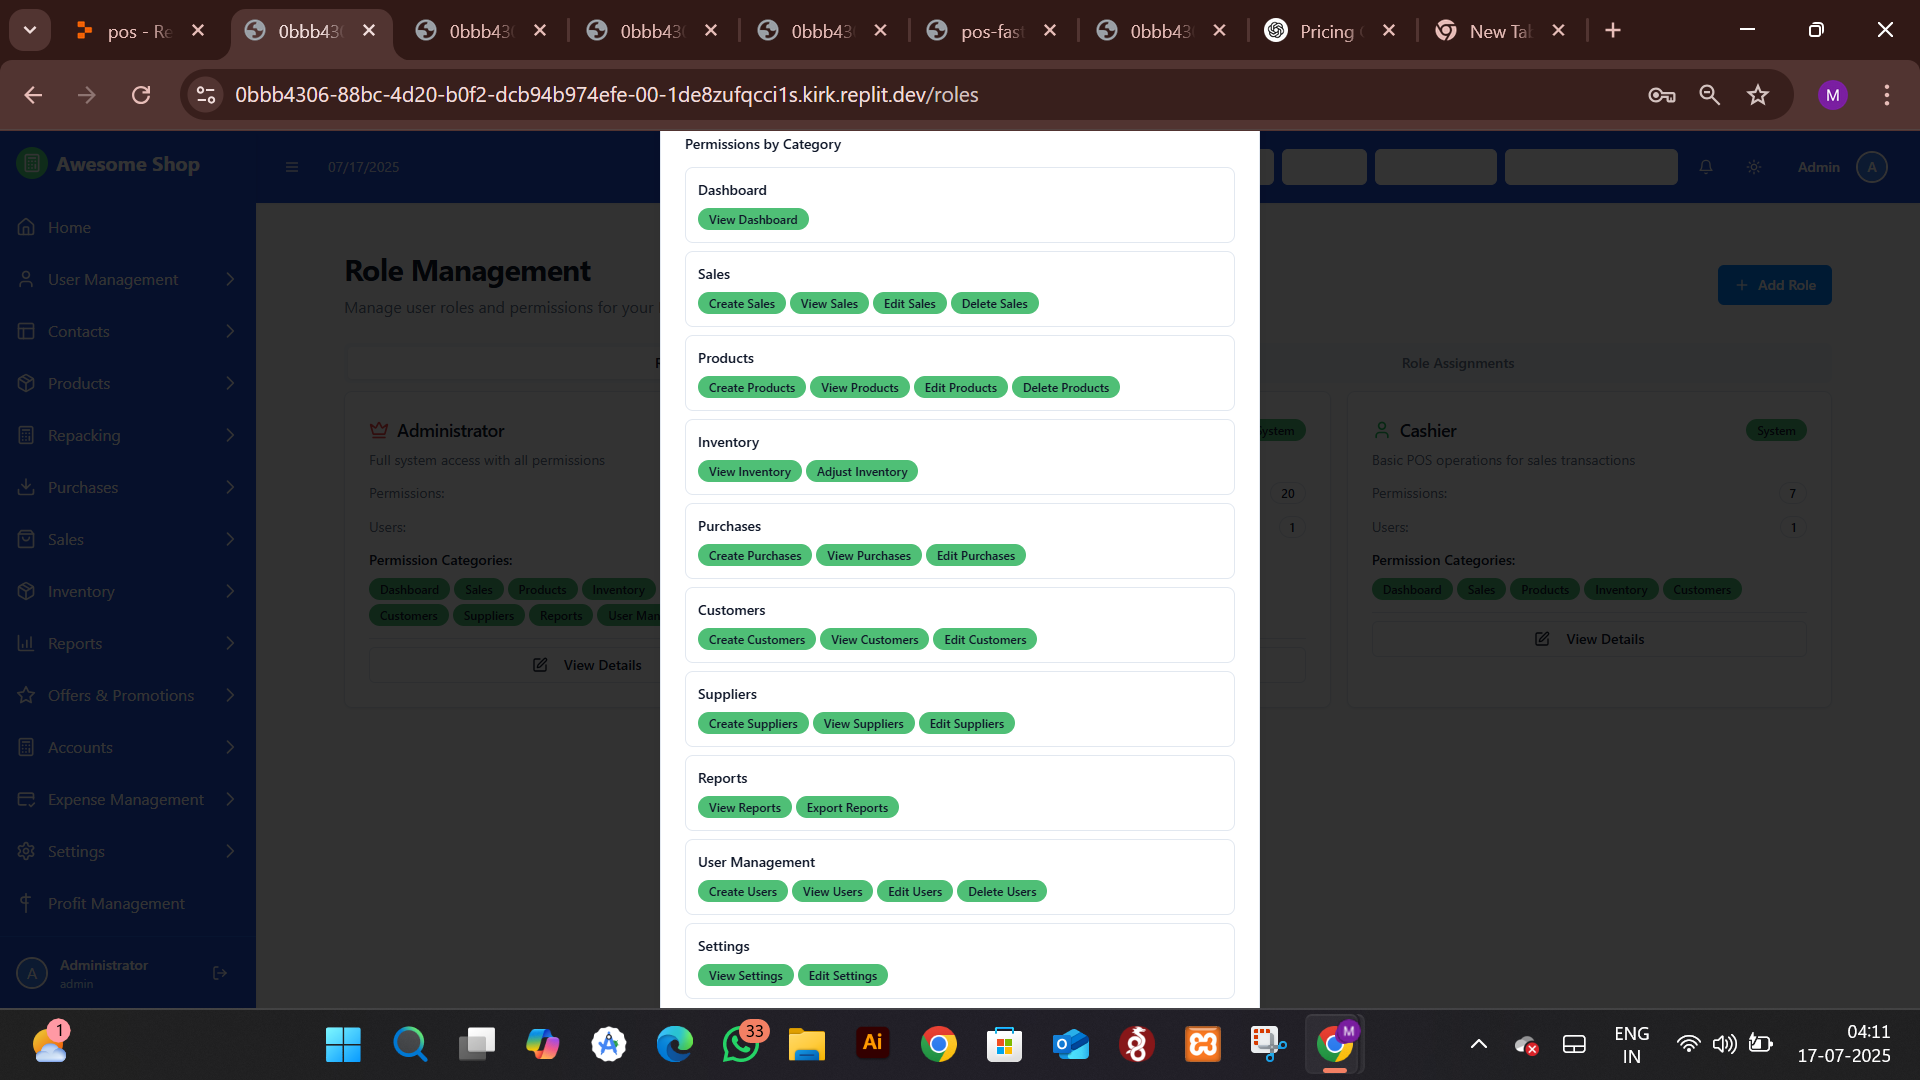 pos - Re
0bbb430
0bbb430
0bbb430
0bbb430
pos-fast
0bbb430
Pricing
New Tab
0bbb4306-88bc-4d20-b0f2-dcb94b974efe-00-1de8zufqcci1s.kirk.replit.dev/roles
M
Awesome Shop
07/17/2025
Admin
A
Home
User Management
Contacts
Products
Repacking
Purchases
Sales
Inventory
Reports
Offers & Promotions
Accounts
Expense Management
Settings
Profit Management
A
Administrator
admin
Role Management
Manage user roles and permissions for your
Add Role
Role Assignments
Administrator
Full system access with all permissions
Permissions:
Users:
Permission Categories:
Dashboard Sales Products Inventory
Customers Suppliers Reports User Man
View Details
Permissions by Category
Dashboard
View Dashboard
Sales
Create Sales View Sales Edit Sales Delete Sales
Products
Create Products View Products Edit Products Delete Products
Inventory
View Inventory Adjust Inventory
Purchases
Create Purchases View Purchases Edit Purchases
Customers
Create Customers View Customers Edit Customers
Suppliers
Create Suppliers View Suppliers Edit Suppliers
Reports
View Reports Export Reports
User Management
Create Users View Users Edit Users Delete Users
Settings
View Settings Edit Settings
ystem
20
1
Cashier
System
Basic POS operations for sales transactions
Permissions: 7
Users: 1
Permission Categories:
Dashboard Sales Products Inventory Customers
View Details
1
33
Ai
M
ENG
IN
04:11
17-07-2025